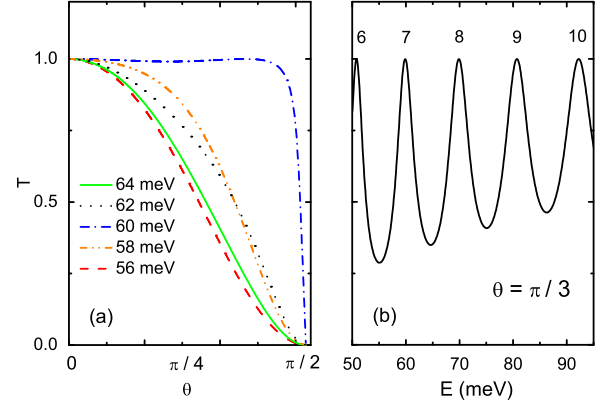 1.0
0.5
0.0
T
64 meV
62 meV
60 meV
58 meV
56 meV
(a)
0
π / 4
π / 2
θ
6 7 8 9 10
θ = π / 3
(b)
50 60 70 80 90
E (meV)